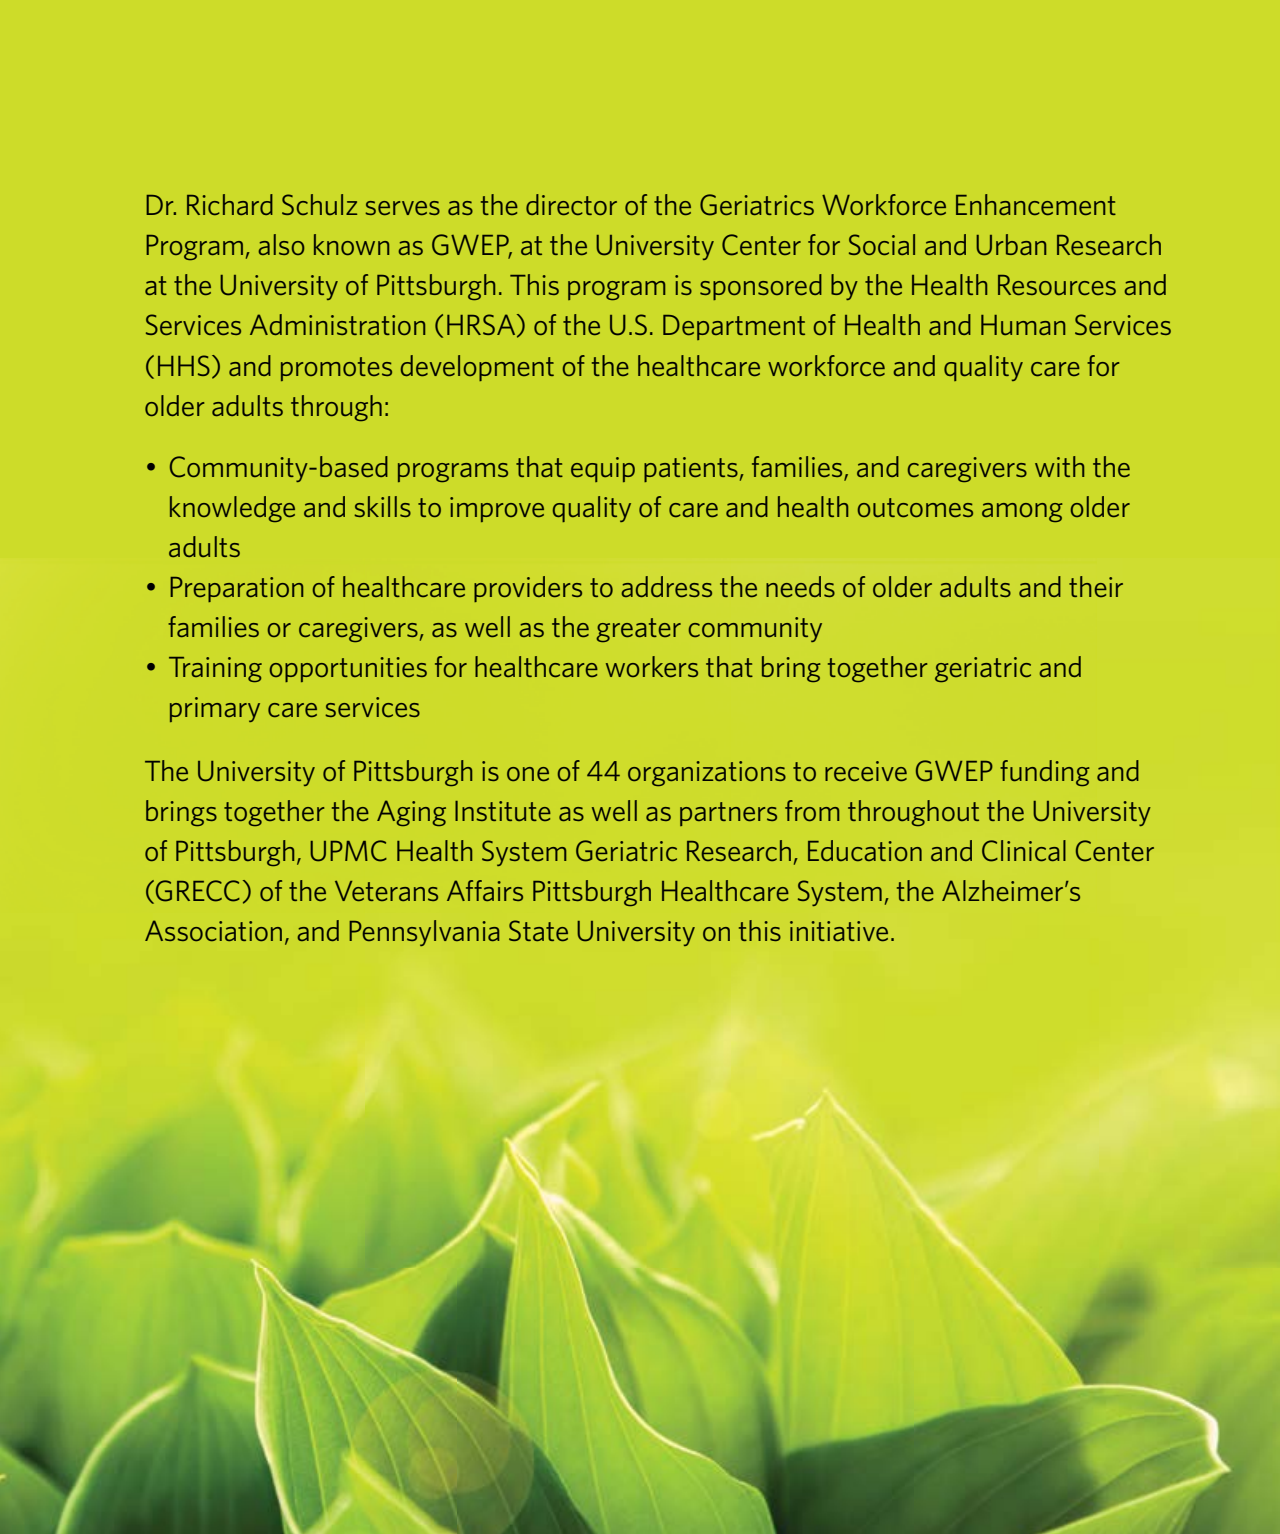 Dr. Richard Schulz serves as the director of the Geriatrics Workforce Enhancement
Program, also known as GWEP, at the University Center for Social and Urban Research
at the University of Pittsburgh. This program is sponsored by the Health Resources and
Services Administration (HRSA) of the U.S. Department of Health and Human Services
(HHS) and promotes development of the healthcare workforce and quality care for
older adults through:
• Community-based programs that equip patients, families, and caregivers with the
knowledge and skills to improve quality of care and health outcomes among older
adults
• Preparation of healthcare providers to address the needs of older adults and their
families or caregivers, as well as the greater community
• Training opportunities for healthcare workers that bring together geriatric and
primary care services
The University of Pittsburgh is one of 44 organizations to receive GWEP funding and
brings together the Aging Institute as well as partners from throughout the University
of Pittsburgh, UPMC Health System Geriatric Research, Education and Clinical Center
(GRECC) of the Veterans Affairs Pittsburgh Healthcare System, the Alzheimer’s
Association, and Pennsylvania State University on this initiative.